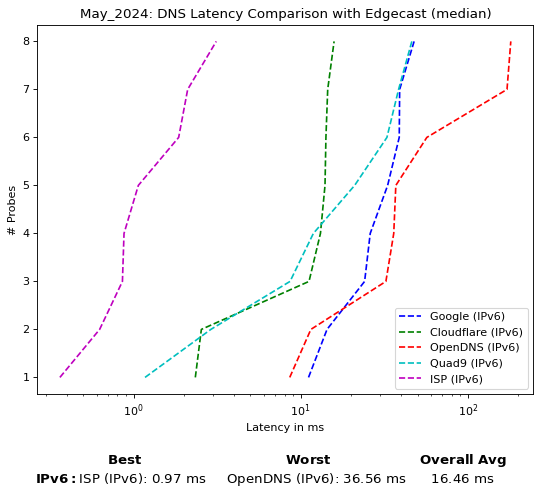 May_2024: DNS Latency Comparison with Edgecast (median)
8
7
6
5
4
3
2
1
# Probes
Google (IPv6)
Cloudflare (IPv6)
OpenDNS (IPv6)
Quad9 (IPv6)
ISP (IPv6)
10⁰ 10¹ 10²
Latency in ms
Best Worst Overall Avg
IPv6: ISP (IPv6): 0.97 ms OpenDNS (IPv6): 36.56 ms 16.46 ms